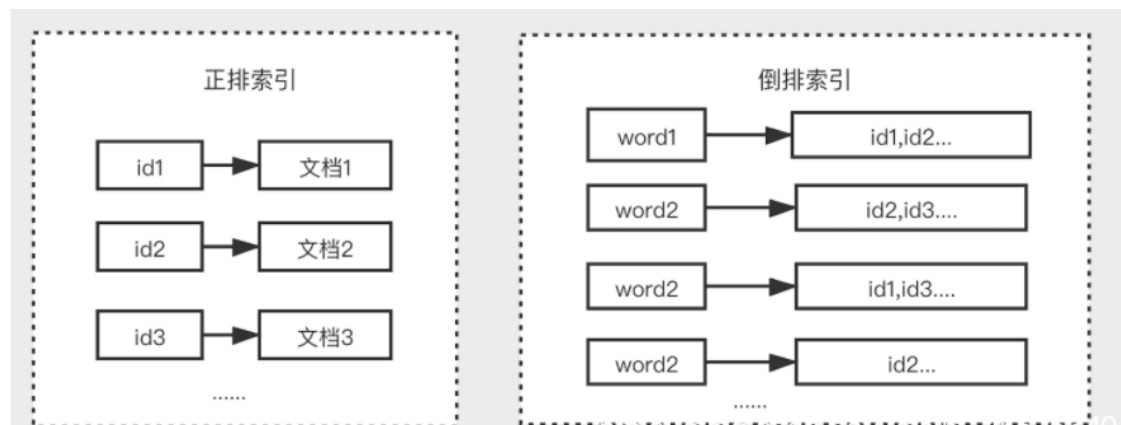 正排索引
id1
文档1
id2
文档2
id3
文档3
......
倒排索引
word1
id1,id2...
word2
id2,id3....
word2
id1,id3....
word2
id2...
......